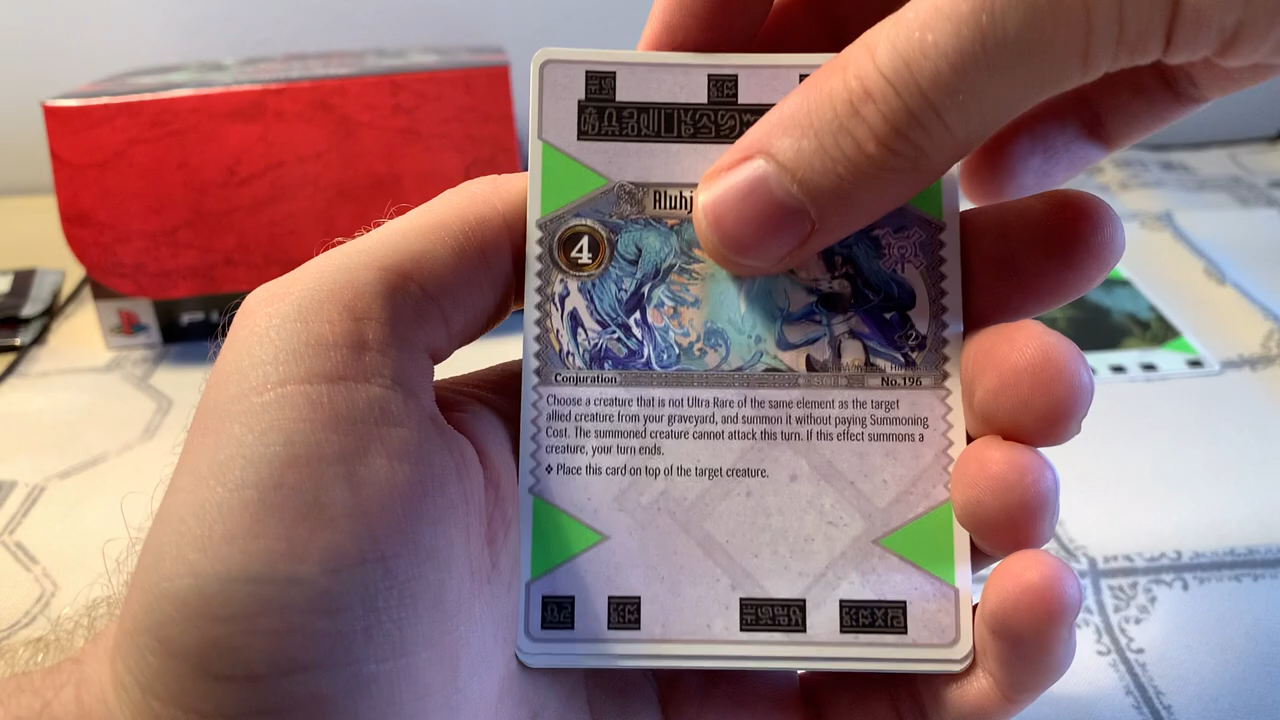 Aluhj
4
2
Conjuration SCE No.196
Choose a creature that is not Ultra Rare of the same element as the target
allied creature from your graveyard, and summon it without paying Summoning
Cost. The summoned creature cannot attack this turn. If this effect summons a
creature, your turn ends.
❖ Place this card on top of the target creature.